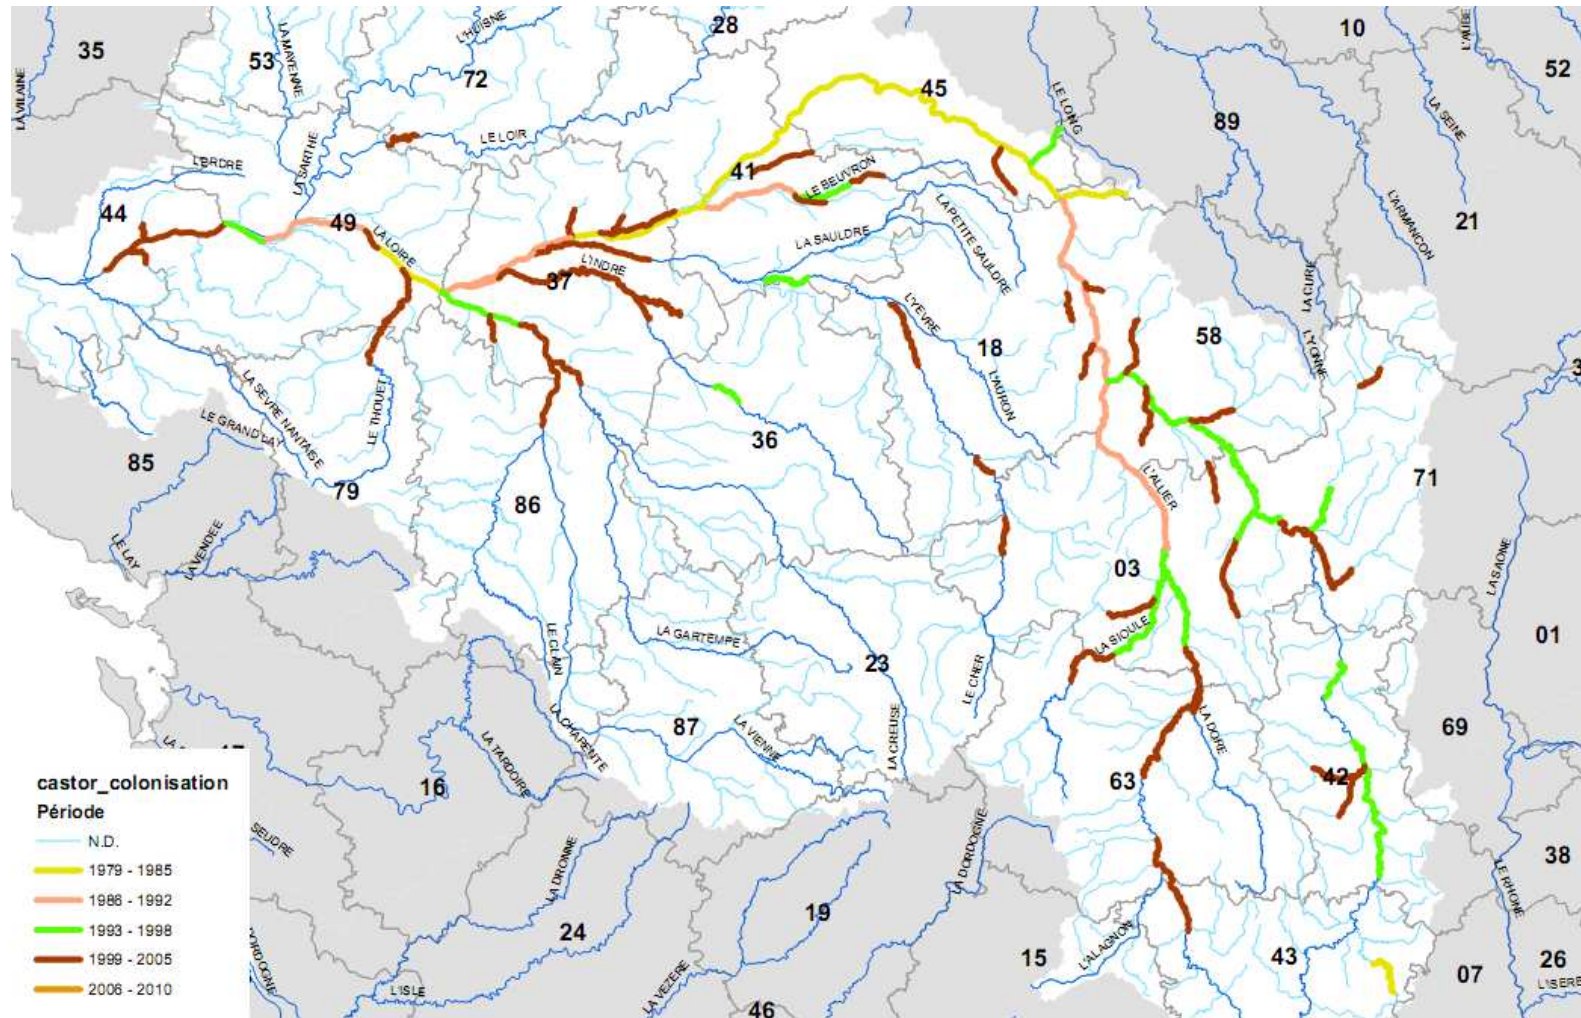 35
53
LA MAYENNE
L'HUISNE
72
28
45
LE LONG
10
L'AUBE
52
LA VILAINE
LA SARTHE
LE LOIR
89
LA SEINE
L'ERDRE
41
LE BEUVRON
L'ARMANCON
21
44
49
LA LOIRE
LA SAULDRE
LA PETITE SAULDRE
L'INDRE
37
LA CURE
L'YEVRE
18
58
L'YONNE
L'AURON
LA SEVRE NANTAISE
LE THOUET
LE GRAND LAY
85
79
36
86
L'ALLIER
71
LE LAY
LA VENDEE
03
LA SAONE
LE CLAIN
LA GARTEMPE
23
LE CHER
LA SIOULE
01
LA CHARENTE
87
LA VIENNE
LA CREUSE
LA DORE
69
16
LA TARDOIRE
63
42
castor_colonisation
Période
N.D.
1979 - 1985
1986 - 1992
1993 - 1998
1999 - 2005
2006 - 2010
SEUDRE
LA DRONNE
LA DORDOGNE
38
LE RHONE
24
19
15
L'ALAGNON
43
07
26
L'ISERE
L'ISLE
LA VEZERE
46